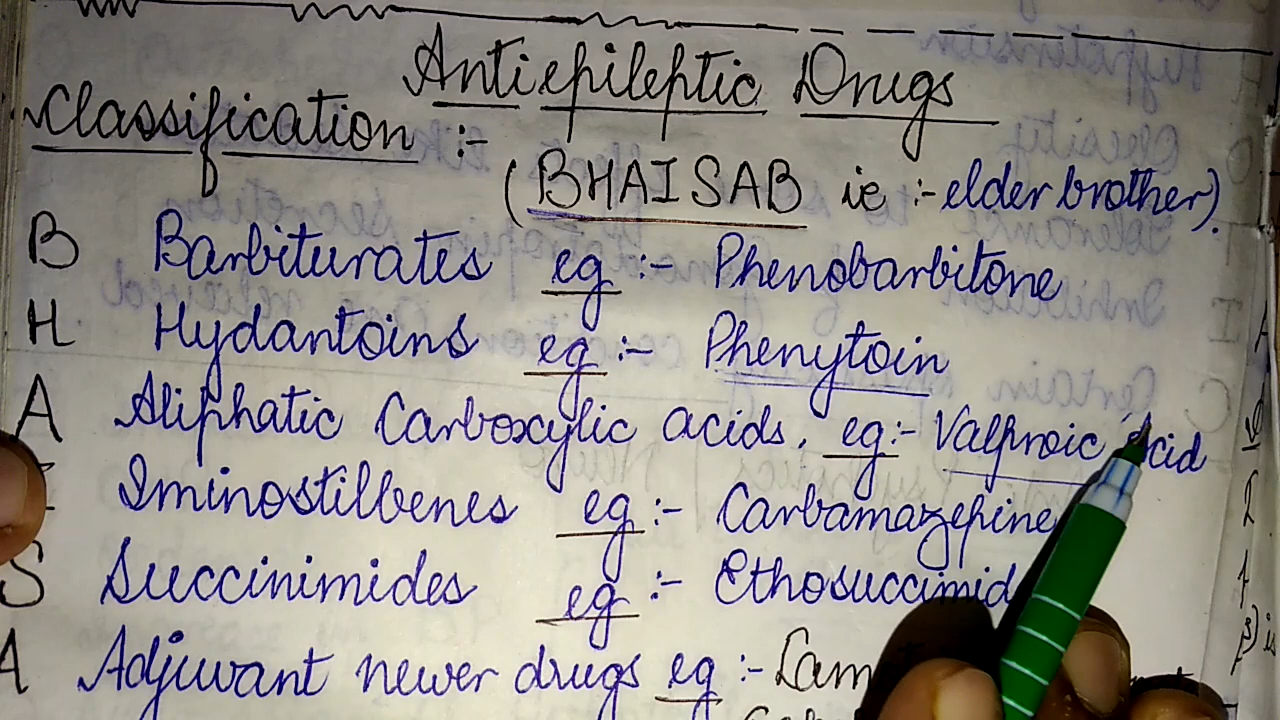 Antiepileptic Drugs
Classification :-
(BHAISAB ie :- elder brother).
B Barbiturates eg :- Phenobarbitone
H Hydantoins eg :- Phenytoin
A Aliphatic Carboxylic acids. eg:- Valproic acid
Iminostilbenes eg :- Carbamazepine
S Succinimides eg :- Ethosuccimid
A Adjuvant newer drugs eg :- Lam